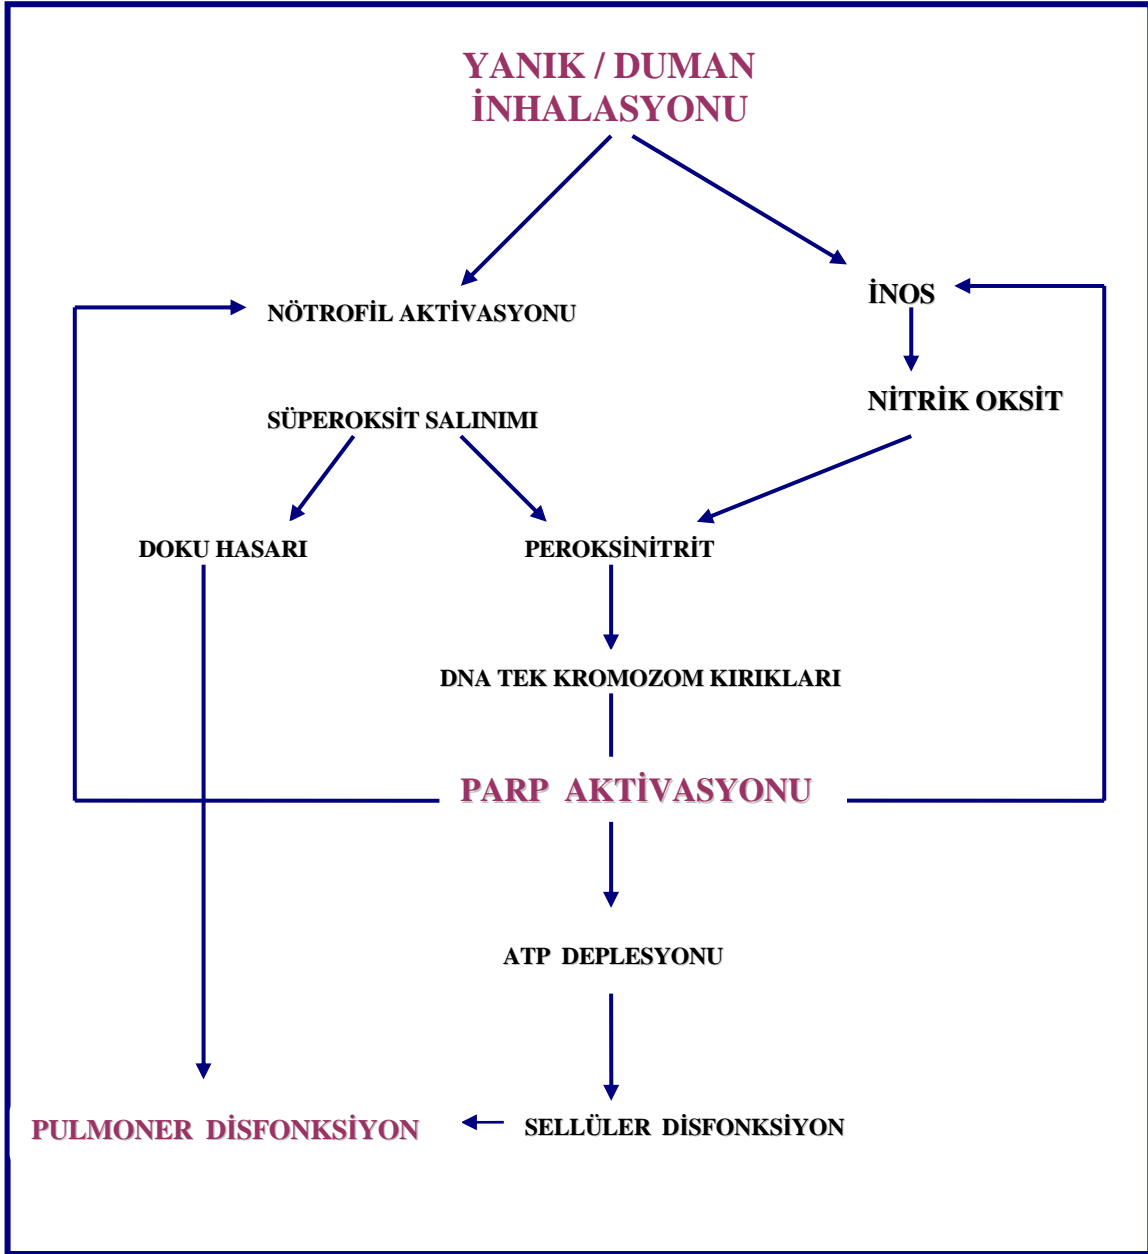 YANIK / DUMAN
İNHALASYONU
İNOS
NÖTROFİL AKTİVASYONU
NİTRİK OKSİT
SÜPEROKSİT SALINIMI
DOKU HASARI
PEROKSİNİTRİT
DNA TEK KROMOZOM KIRIKLARI
PARP AKTİVASYONU
ATP DEPLESYONU
PULMONER DİSFONKSİYON
SELLÜLER DİSFONKSİYON